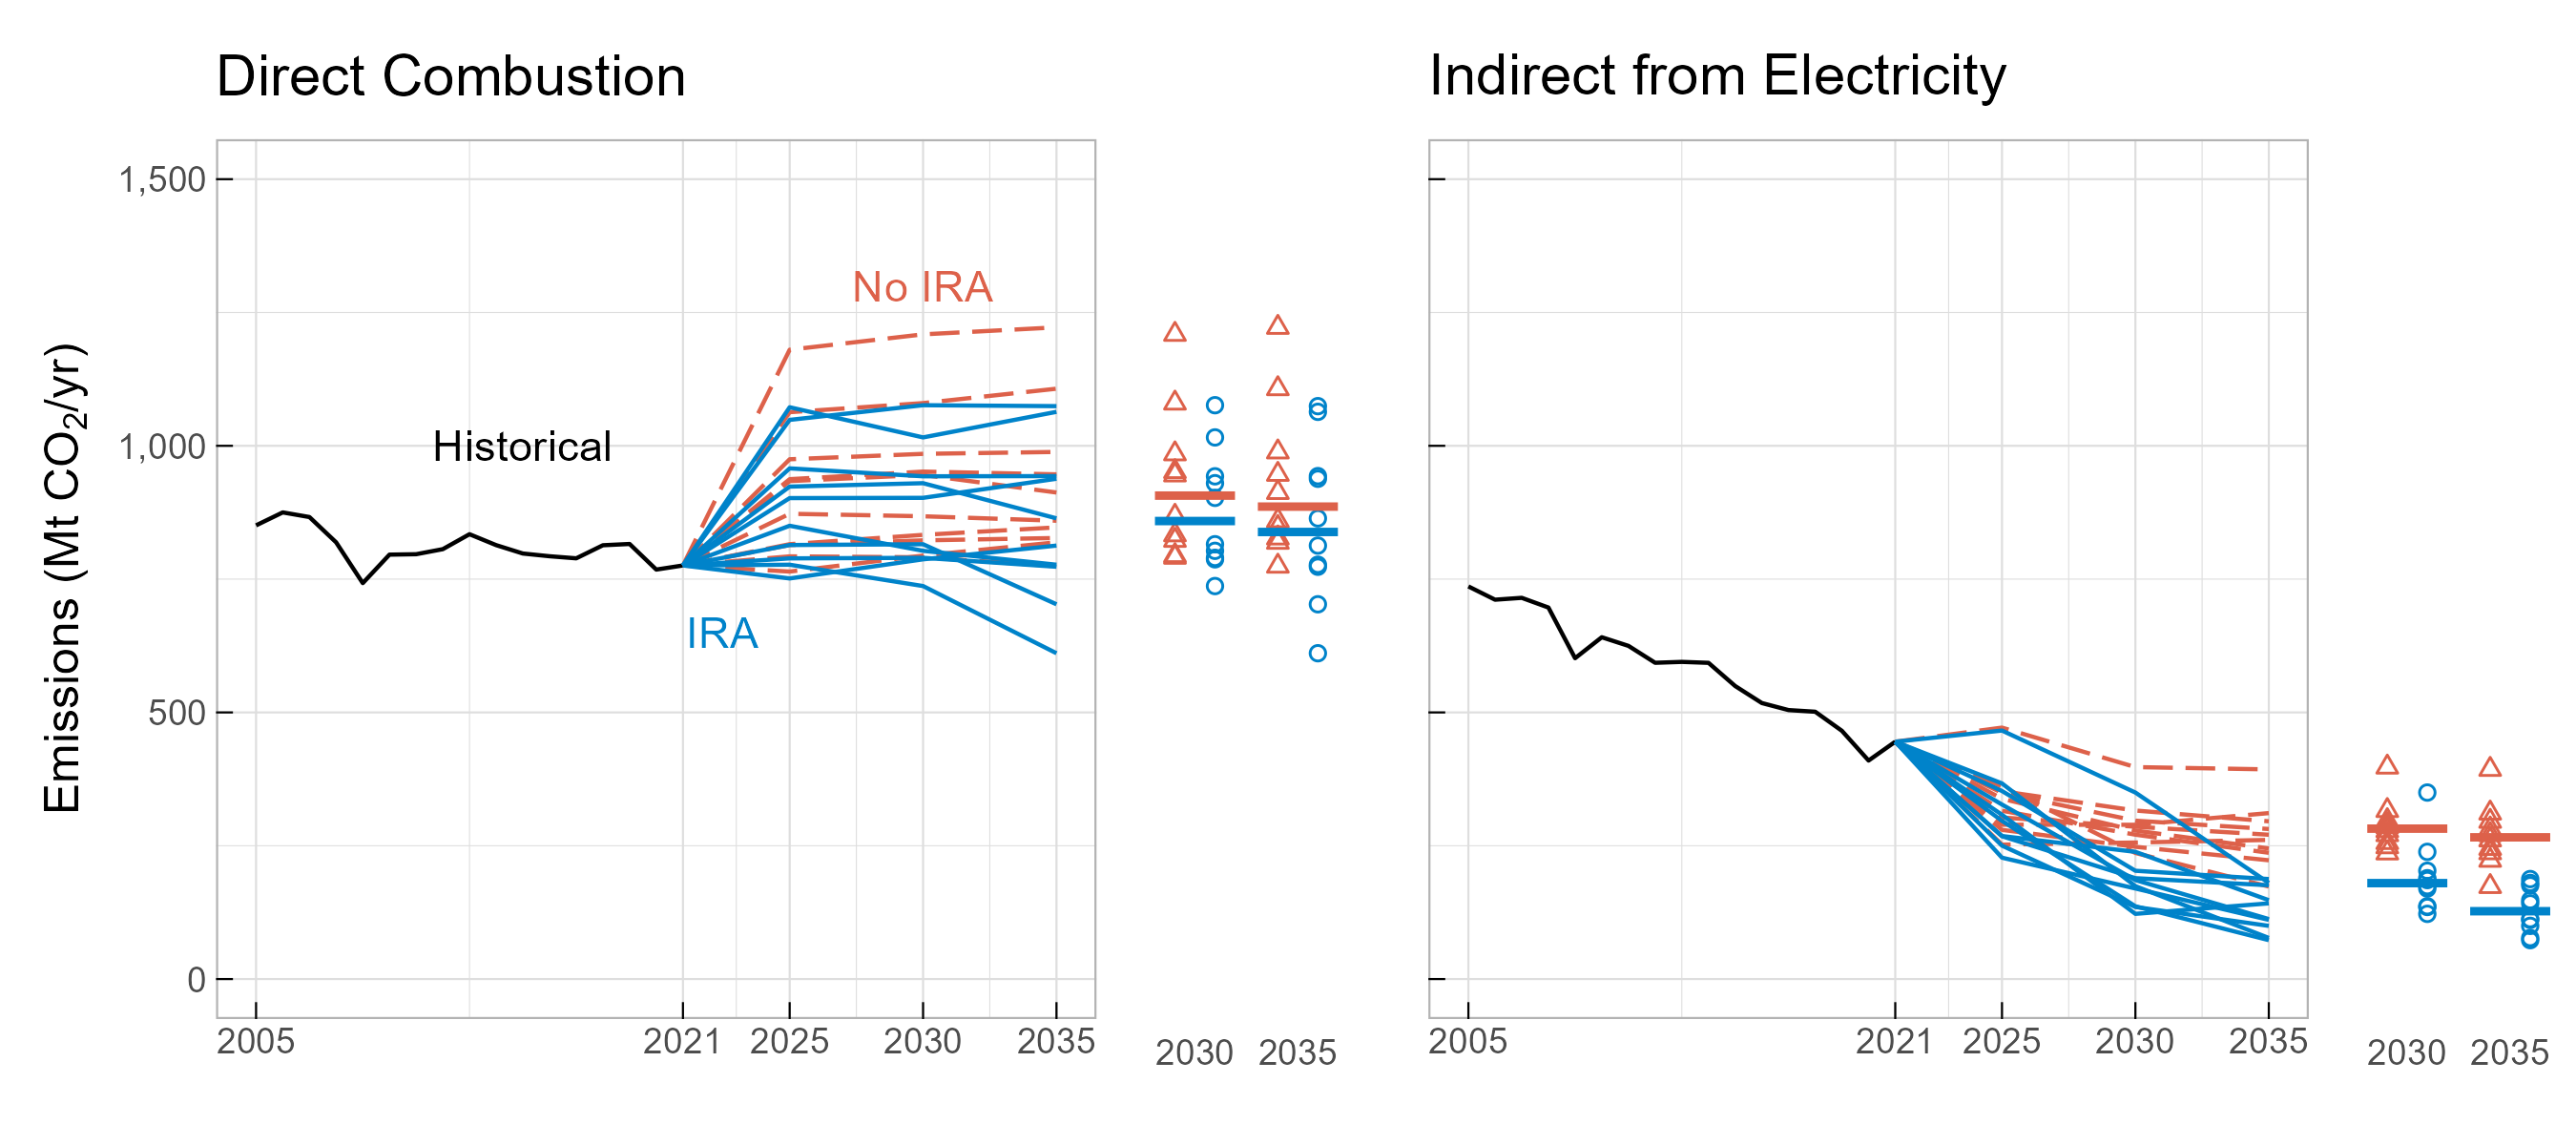 Direct Combustion
Indirect from Electricity
Emissions (Mt CO₂/yr)
1,500
1,000
500
0
No IRA
Historical
IRA
2005 2021 2025 2030 2035
2030 2035
2005 2021 2025 2030 2035
2030 2035